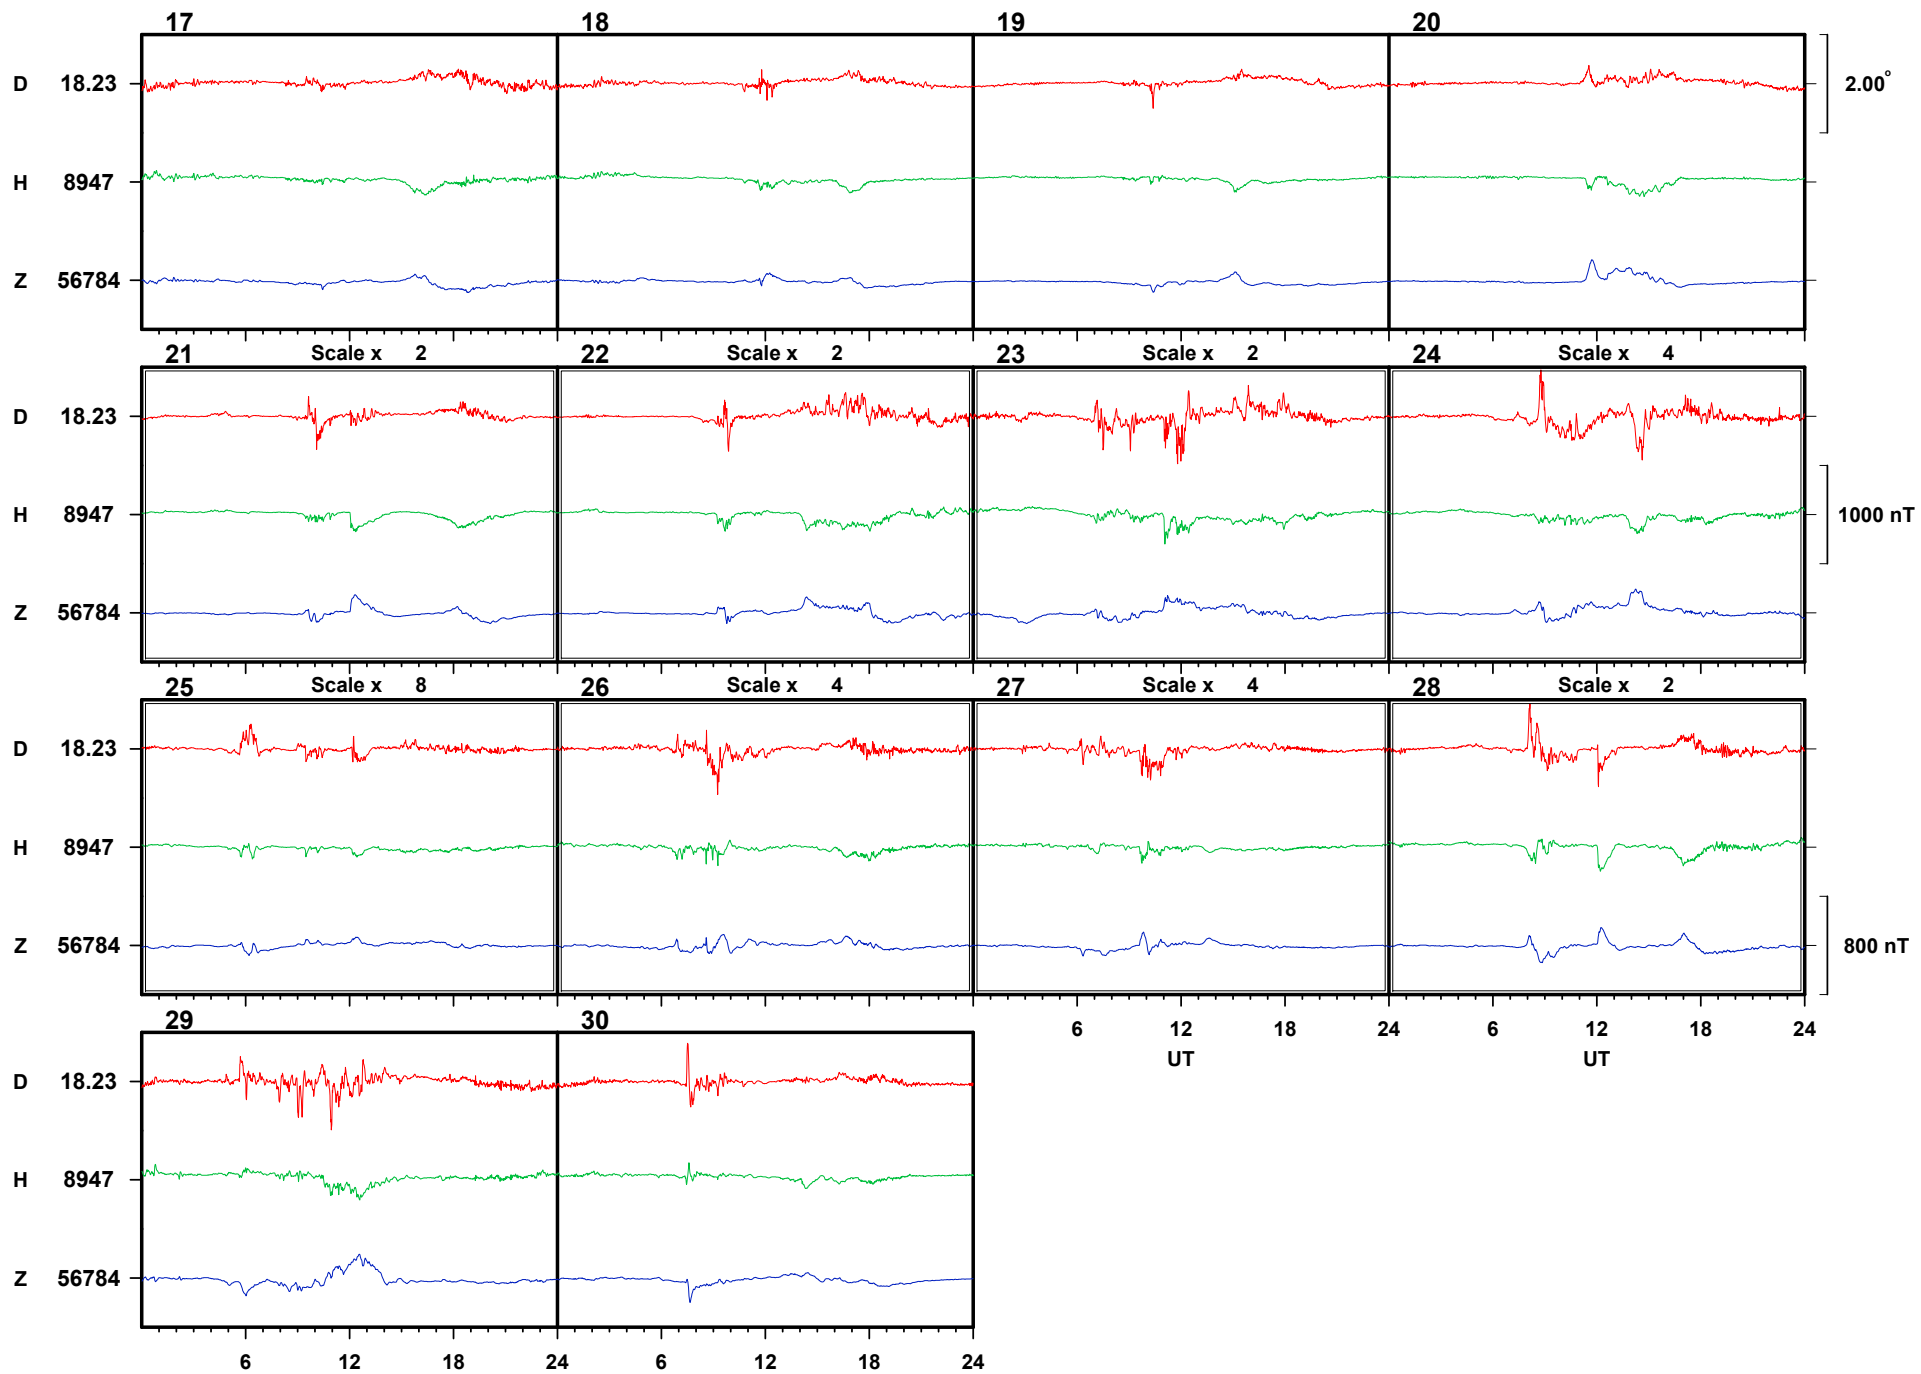 17 18 19 20
D 18.23 2.00°
H 8947
Z 56784
21 Scale x 2 22 Scale x 2 23 Scale x 2 24 Scale x 4
D 18.23
H 8947 1000 nT
Z 56784
25 Scale x 8 26 Scale x 4 27 Scale x 4 28 Scale x 2
D 18.23
H 8947
Z 56784 800 nT
29 30 6 12 18 24 6 12 18 24
UT UT
D 18.23
H 8947
Z 56784
6 12 18 24 6 12 18 24